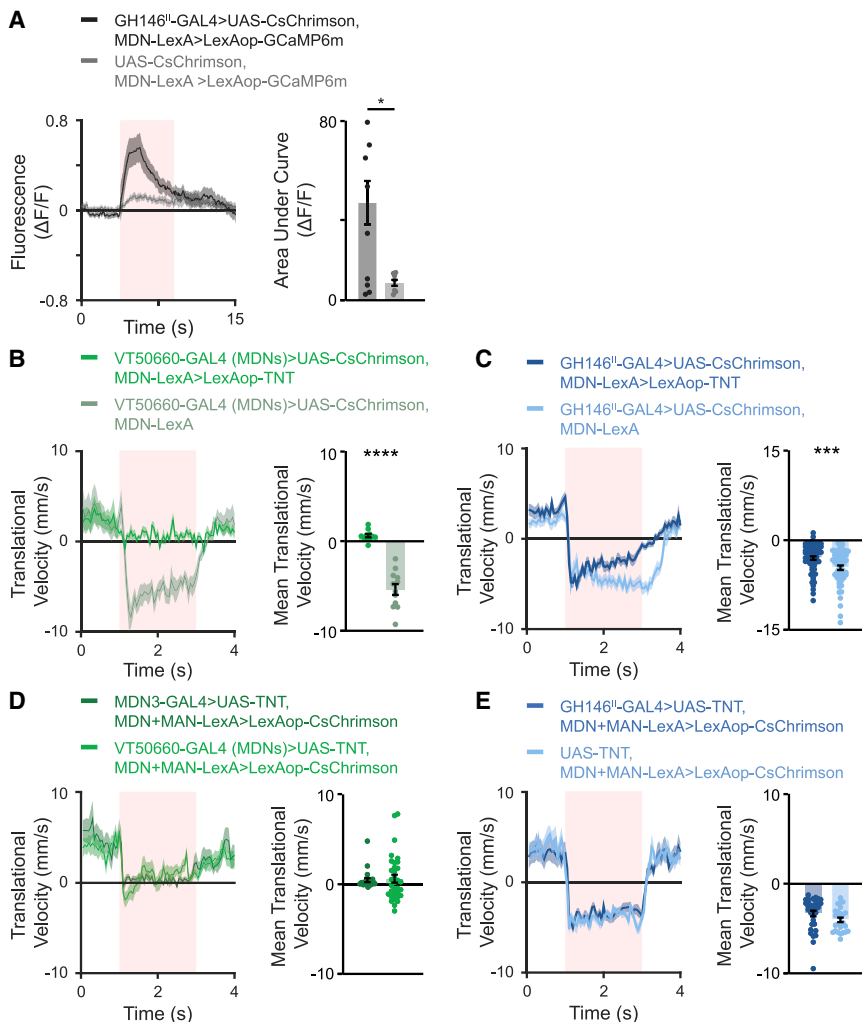 A
GH146ᴵᴵ-GAL4>UAS-CsChrimson,
MDN-LexA>LexAop-GCaMP6m
UAS-CsChrimson,
MDN-LexA >LexAop-GCaMP6m
0.8
0
-0.8
Fluorescence
(ΔF/F)
0
15
Time (s)
80
0
Area Under Curve
(ΔF/F)
*
B
VT50660-GAL4 (MDNs)>UAS-CsChrimson,
MDN-LexA>LexAop-TNT
VT50660-GAL4 (MDNs)>UAS-CsChrimson,
MDN-LexA
10
0
-10
Translational
Velocity (mm/s)
0
2
4
Time (s)
10
0
-10
Mean Translational
Velocity (mm/s)
****
C
GH146ᴵᴵ-GAL4>UAS-CsChrimson,
MDN-LexA>LexAop-TNT
GH146ᴵᴵ-GAL4>UAS-CsChrimson,
MDN-LexA
10
0
-10
Translational
Velocity (mm/s)
0
2
4
Time (s)
-15
0
-15
Mean Translational
Velocity (mm/s)
***
D
MDN3-GAL4>UAS-TNT,
MDN+MAN-LexA>LexAop-CsChrimson
VT50660-GAL4 (MDNs)>UAS-TNT,
MDN+MAN-LexA>LexAop-CsChrimson
10
0
-10
Translational
Velocity (mm/s)
0
2
4
Time (s)
10
0
-10
Mean Translational
Velocity (mm/s)
E
GH146ᴵᴵ-GAL4>UAS-TNT,
MDN+MAN-LexA>LexAop-CsChrimson
UAS-TNT,
MDN+MAN-LexA>LexAop-CsChrimson
10
0
-10
Translational
Velocity (mm/s)
0
2
4
Time (s)
10
0
-10
Mean Translational
Velocity (mm/s)